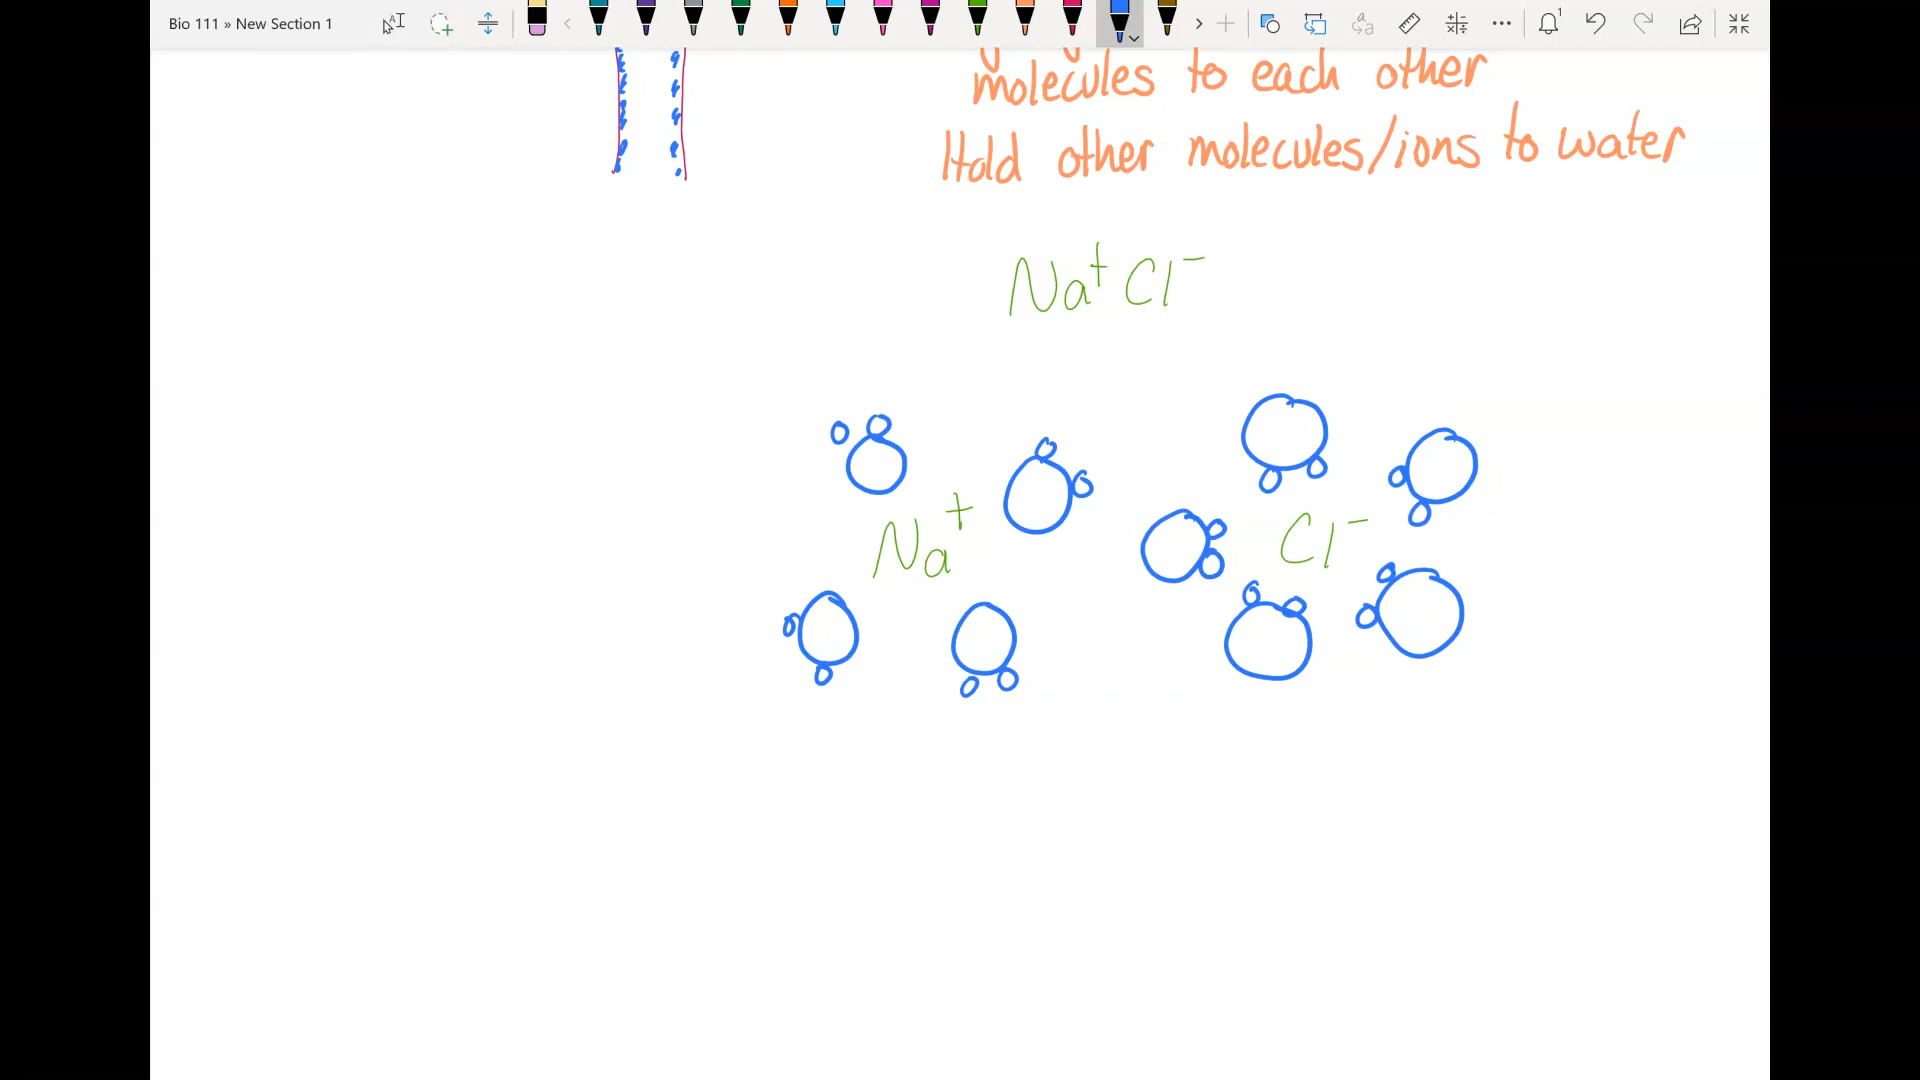 Bio 111 » New Section 1
molecules to each other
Hold other molecules/ions to water
Na⁺ Cl⁻
Na⁺
Cl⁻